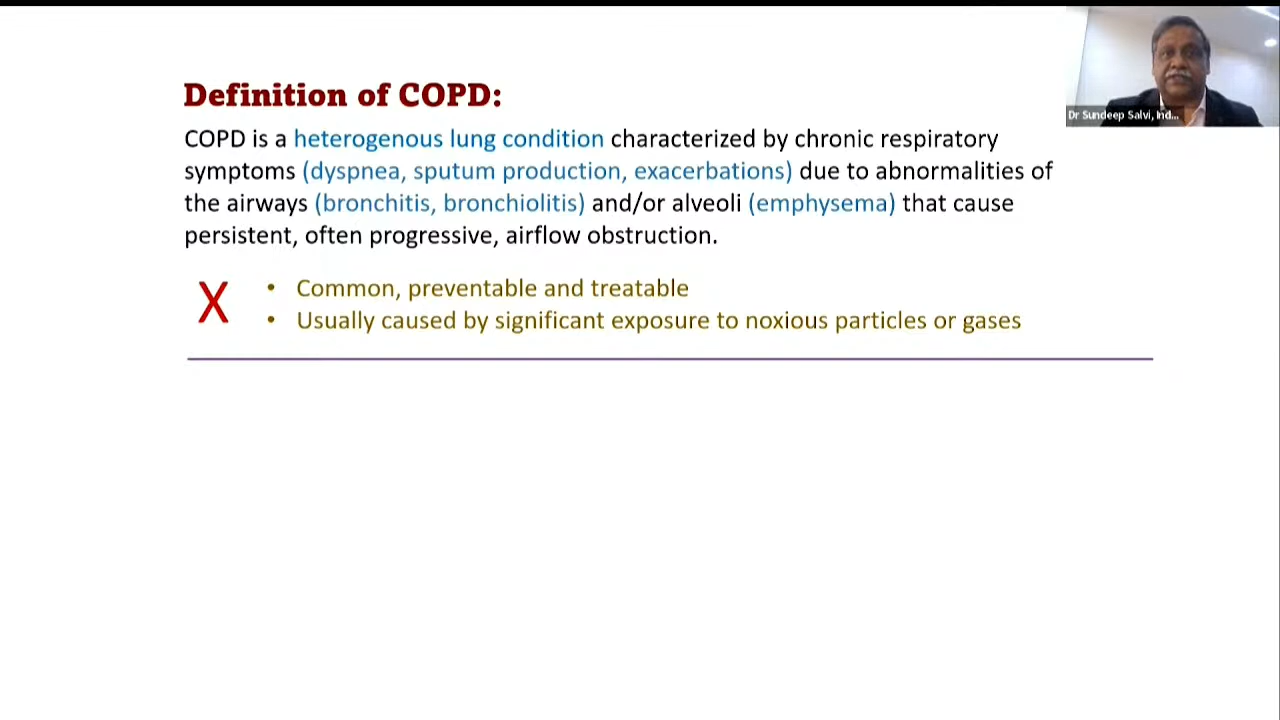 Definition of COPD:
COPD is a heterogenous lung condition characterized by chronic respiratory
symptoms (dyspnea, sputum production, exacerbations) due to abnormalities of
the airways (bronchitis, bronchiolitis) and/or alveoli (emphysema) that cause
persistent, often progressive, airflow obstruction.
X
• Common, preventable and treatable
• Usually caused by significant exposure to noxious particles or gases
Dr Sundeep Salvi, Ind...